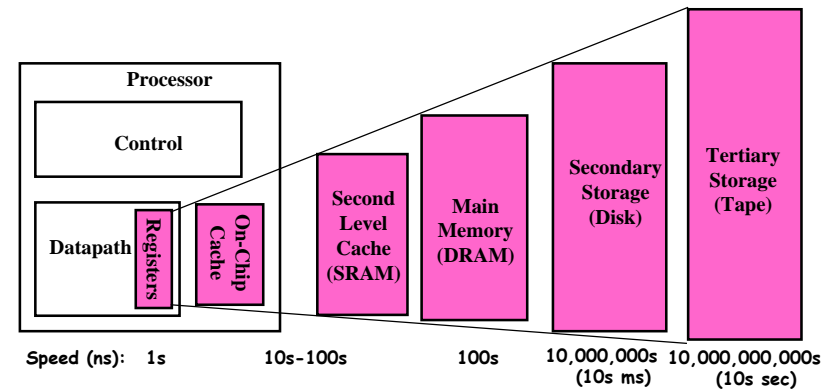 Processor
Control
Datapath
Registers
On-Chip
Cache
Second
Level
Cache
(SRAM)
Main
Memory
(DRAM)
Secondary
Storage
(Disk)
Tertiary
Storage
(Tape)
Speed (ns): 1s 10s-100s 100s 10,000,000s 10,000,000,000s
(10s ms) (10s sec)